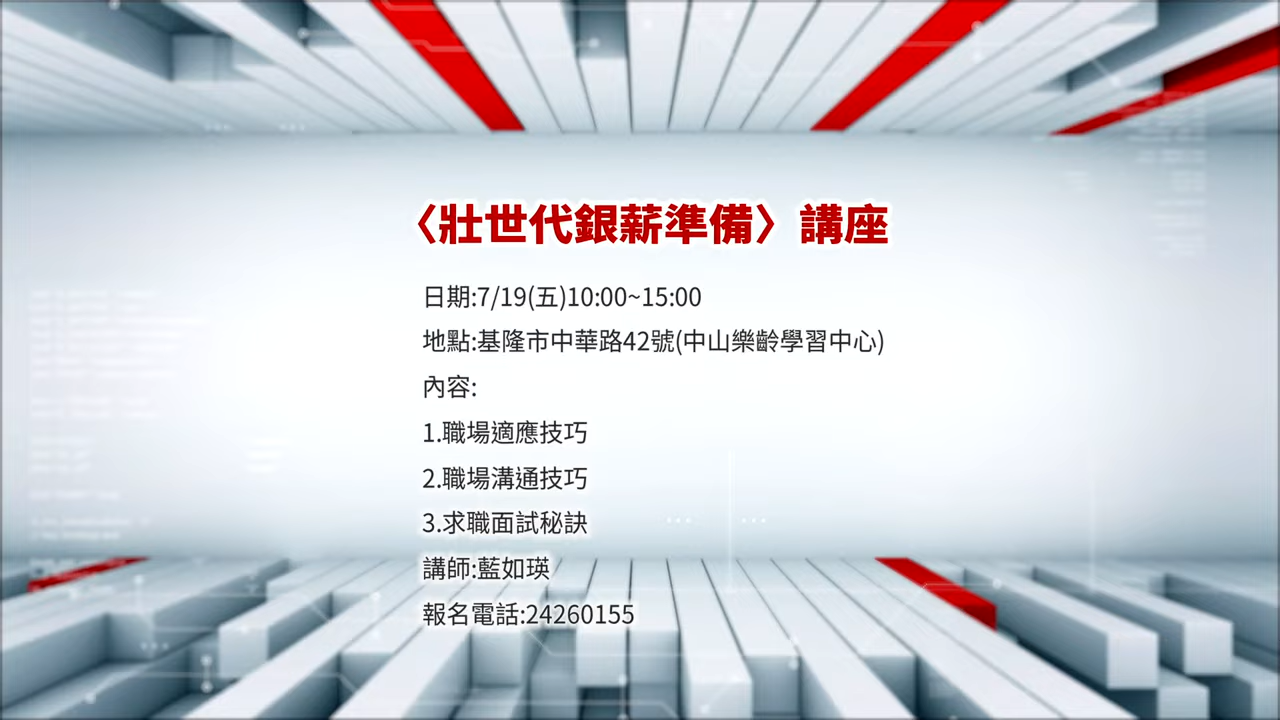 〈壯世代銀薪準備〉講座
日期:7/19(五)10:00~15:00
地點:基隆市中華路42號(中山樂齡學習中心)
內容:
1.職場適應技巧
2.職場溝通技巧
3.求職面試秘訣
講師:藍如瑛
報名電話:24260155